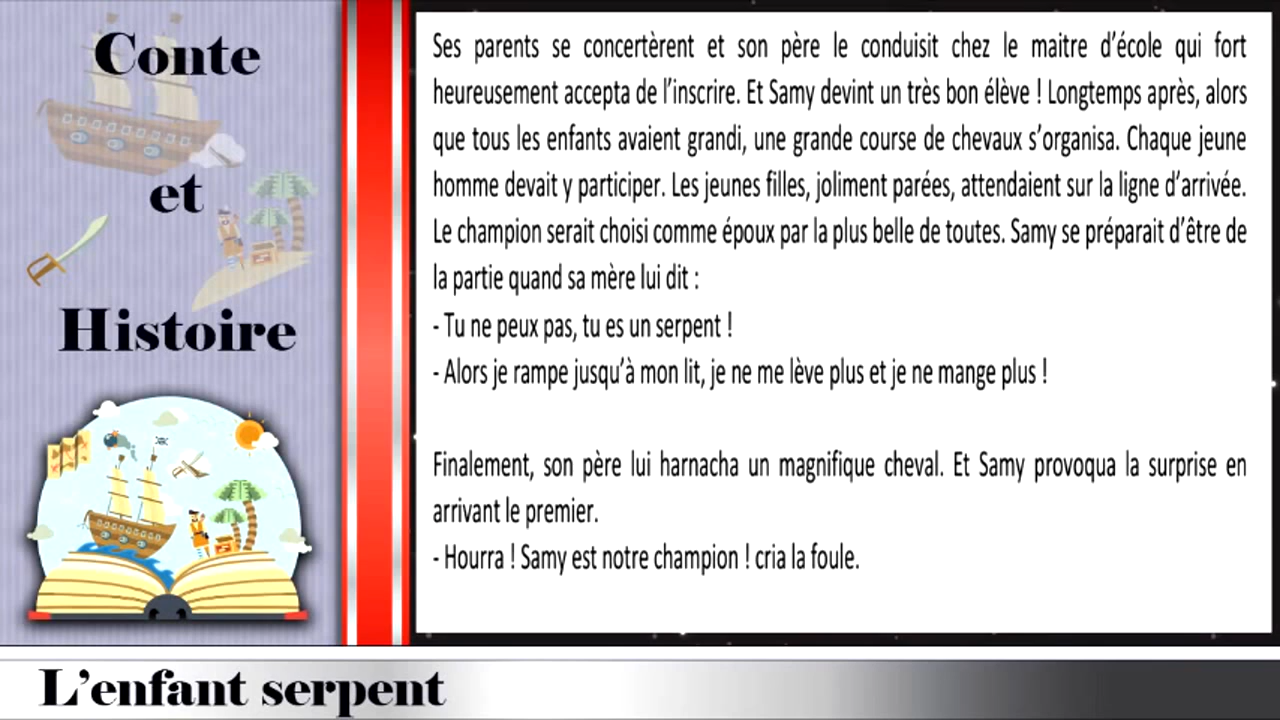 Conte
et
Histoire
Ses parents se concertèrent et son père le conduisit chez le maitre d'école qui fort
heureusement accepta de l'inscrire. Et Samy devint un très bon élève ! Longtemps après, alors
que tous les enfants avaient grandi, une grande course de chevaux s'organisa. Chaque jeune
homme devait y participer. Les jeunes filles, joliment parées, attendaient sur la ligne d'arrivée.
Le champion serait choisi comme époux par la plus belle de toutes. Samy se préparait d'être de
la partie quand sa mère lui dit :
- Tu ne peux pas, tu es un serpent !
- Alors je rampe jusqu'à mon lit, je ne me lève plus et je ne mange plus !
Finalement, son père lui harnacha un magnifique cheval. Et Samy provoqua la surprise en
arrivant le premier.
- Hourra ! Samy est notre champion ! cria la foule.
L'enfant serpent